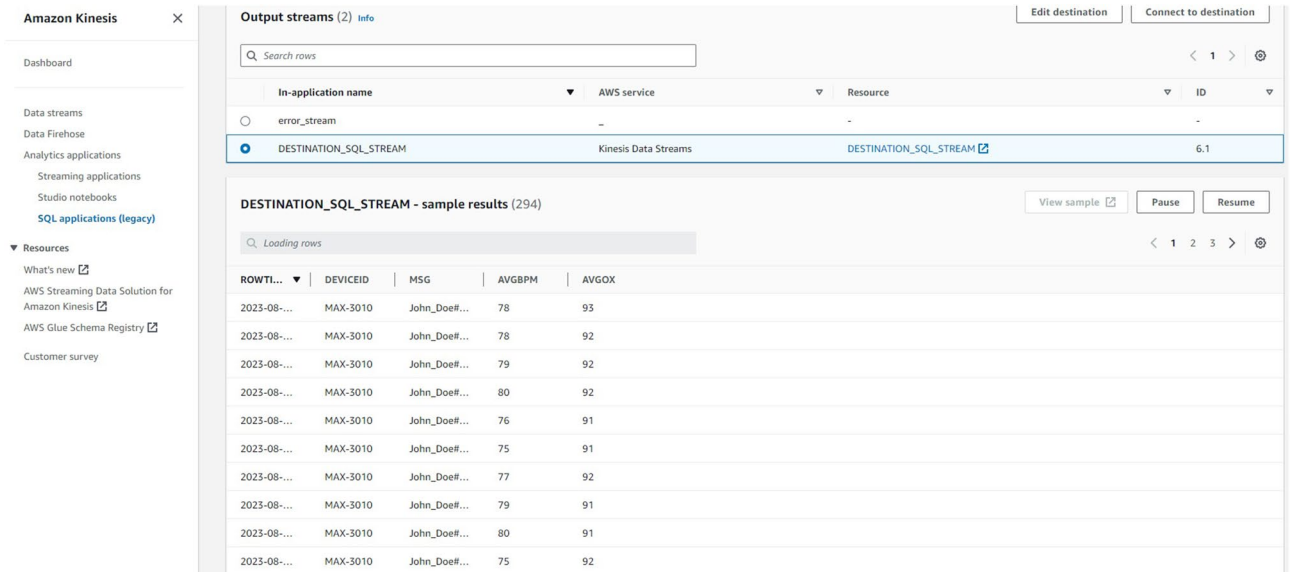 Amazon Kinesis
Dashboard
Data streams
Data Firehose
Analytics applications
Streaming applications
Studio notebooks
SQL applications (legacy)
Resources
What's new
AWS Streaming Data Solution for
Amazon Kinesis
AWS Glue Schema Registry
Customer survey
Output streams (2) Info
Edit destination
Connect to destination
Search rows
1
In-application name AWS service Resource ID
error_stream _ - -
DESTINATION_SQL_STREAM Kinesis Data Streams DESTINATION_SQL_STREAM 6.1
DESTINATION_SQL_STREAM - sample results (294)
View sample
Pause
Resume
Loading rows
1 2 3
ROWTI... DEVICEID MSG AVGBPM AVGOX
2023-08-... MAX-3010 John_Doe#... 78 93
2023-08-... MAX-3010 John_Doe#... 78 92
2023-08-... MAX-3010 John_Doe#... 79 92
2023-08-... MAX-3010 John_Doe#... 80 92
2023-08-... MAX-3010 John_Doe#... 76 91
2023-08-... MAX-3010 John_Doe#... 75 91
2023-08-... MAX-3010 John_Doe#... 77 92
2023-08-... MAX-3010 John_Doe#... 79 91
2023-08-... MAX-3010 John_Doe#... 80 91
2023-08-... MAX-3010 John_Doe#... 75 92